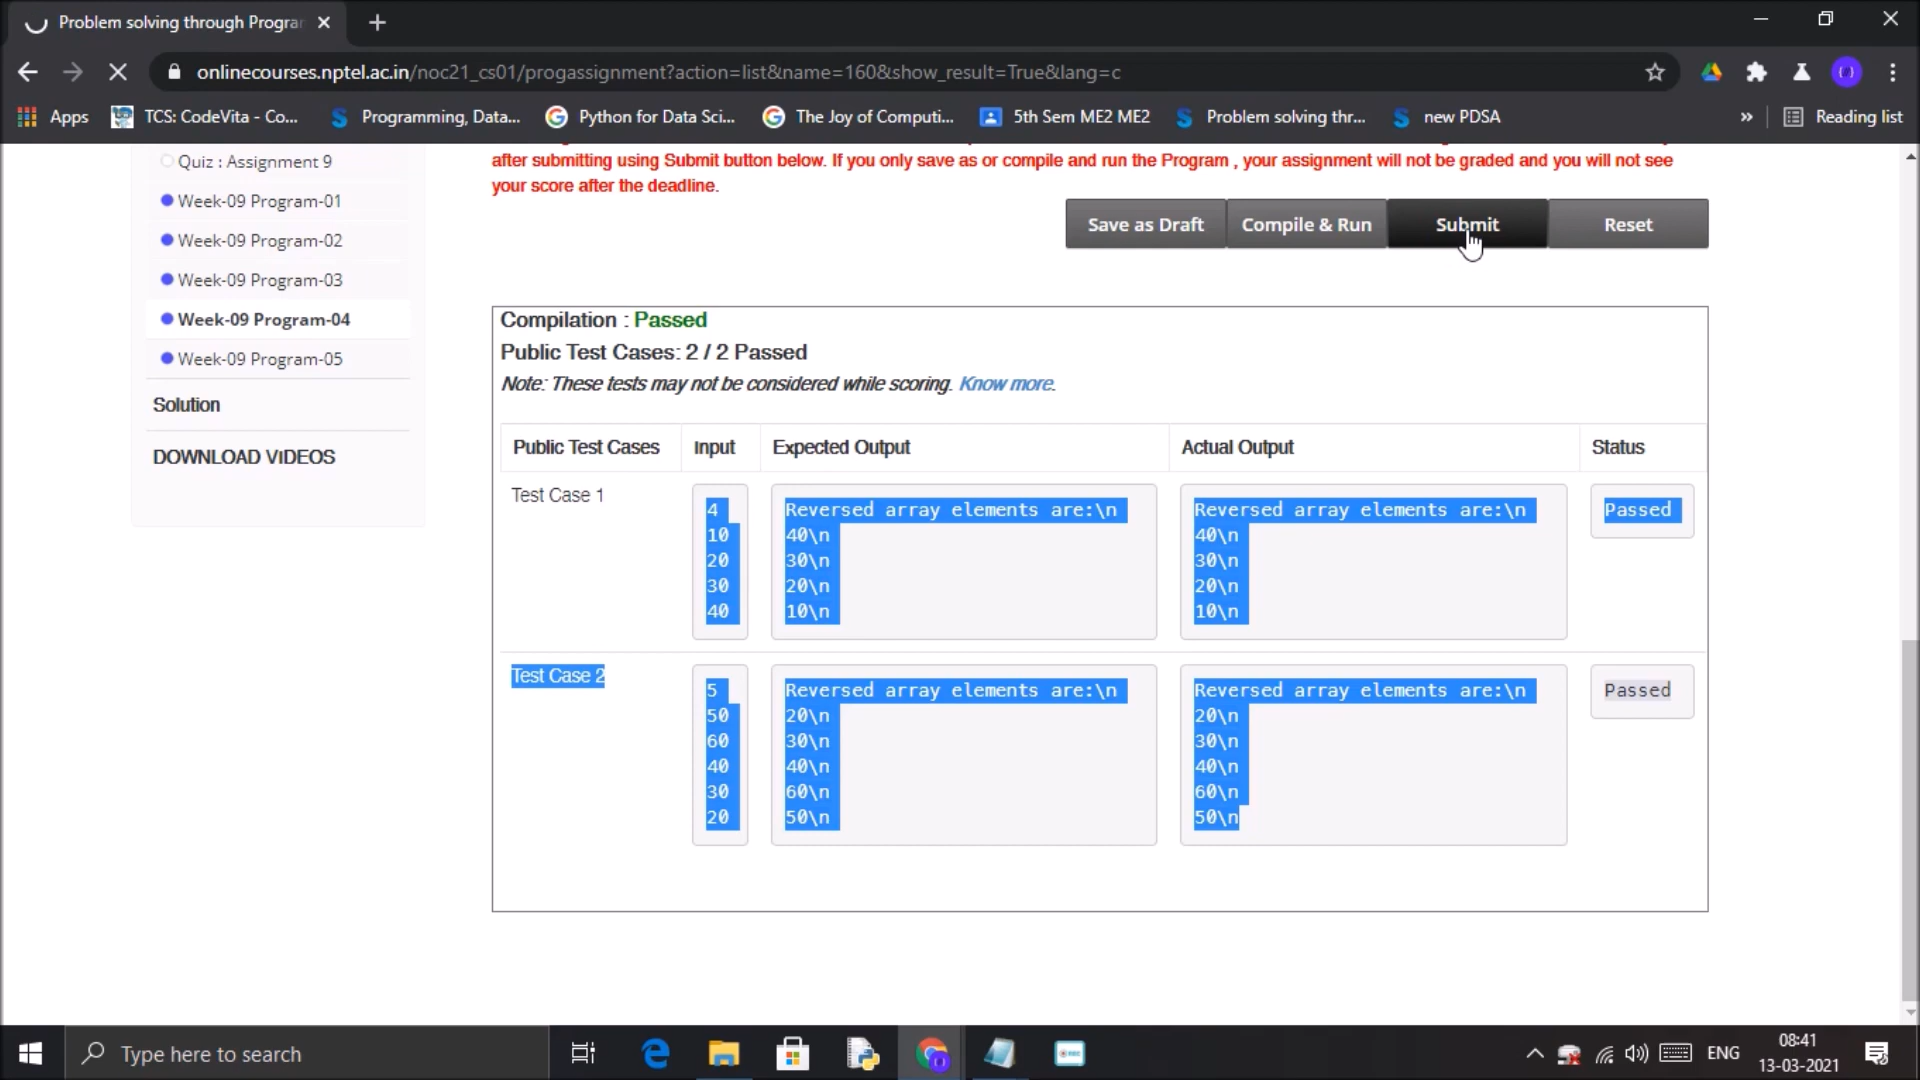 Problem solving through Progra
onlinecourses.nptel.ac.in/noc21_cs01/progassignment?action=list&name=160&show_result=True&lang=c
Apps TCS: CodeVita - Co... Programming, Data... Python for Data Sci... The Joy of Computi... 5th Sem ME2 ME2 Problem solving thr... new PDSA » Reading list
Quiz : Assignment 9
Week-09 Program-01
Week-09 Program-02
Week-09 Program-03
Week-09 Program-04
Week-09 Program-05
Solution
DOWNLOAD VIDEOS
after submitting using Submit button below. If you only save as or compile and run the Program , your assignment will not be graded and you will not see
your score after the deadline.
Save as Draft Compile & Run Submit Reset
Compilation : Passed
Public Test Cases: 2 / 2 Passed
Note: These tests may not be considered while scoring. Know more.
Public Test Cases Input Expected Output Actual Output Status
Test Case 1
4 Reversed array elements are:\n Reversed array elements are:\n Passed
10 40\n 40\n
20 30\n 30\n
30 20\n 20\n
40 10\n 10\n
Test Case 2
5 Reversed array elements are:\n Reversed array elements are:\n Passed
50 20\n 20\n
60 30\n 30\n
40 40\n 40\n
30 60\n 60\n
20 50\n 50\n
Type here to search
ENG
08:41
13-03-2021